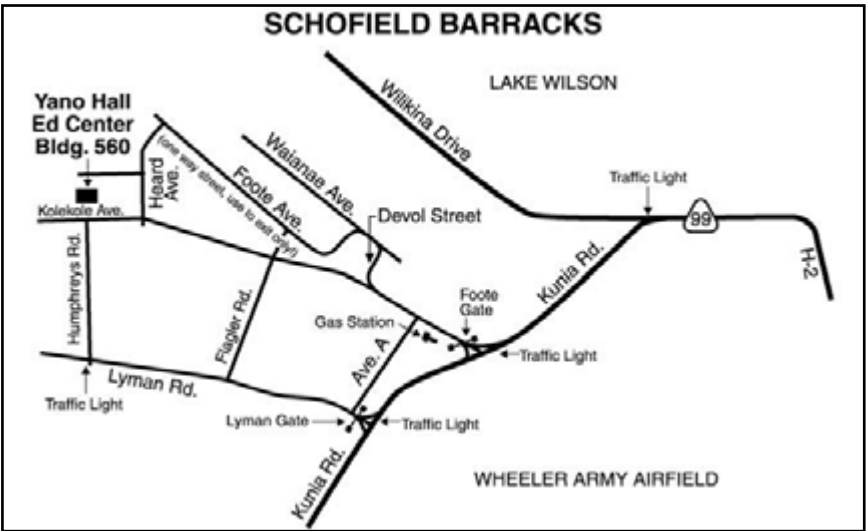 SCHOFIELD BARRACKS
LAKE WILSON
Yano Hall
Ed Center
Bldg. 560
Wilikina Drive
Waianae Ave.
Foote Ave.
(one way street, use to exit only!)
Heard
Ave.
Traffic Light
99
Kolekole Ave.
Devol Street
H-2
Kunia Rd.
Humphreys Rd.
Flagler Rd.
Foote
Gate
Gas Station
Ave. A
Traffic Light
Lyman Rd.
Traffic Light
Lyman Gate
Traffic Light
Kunia Rd.
WHEELER ARMY AIRFIELD